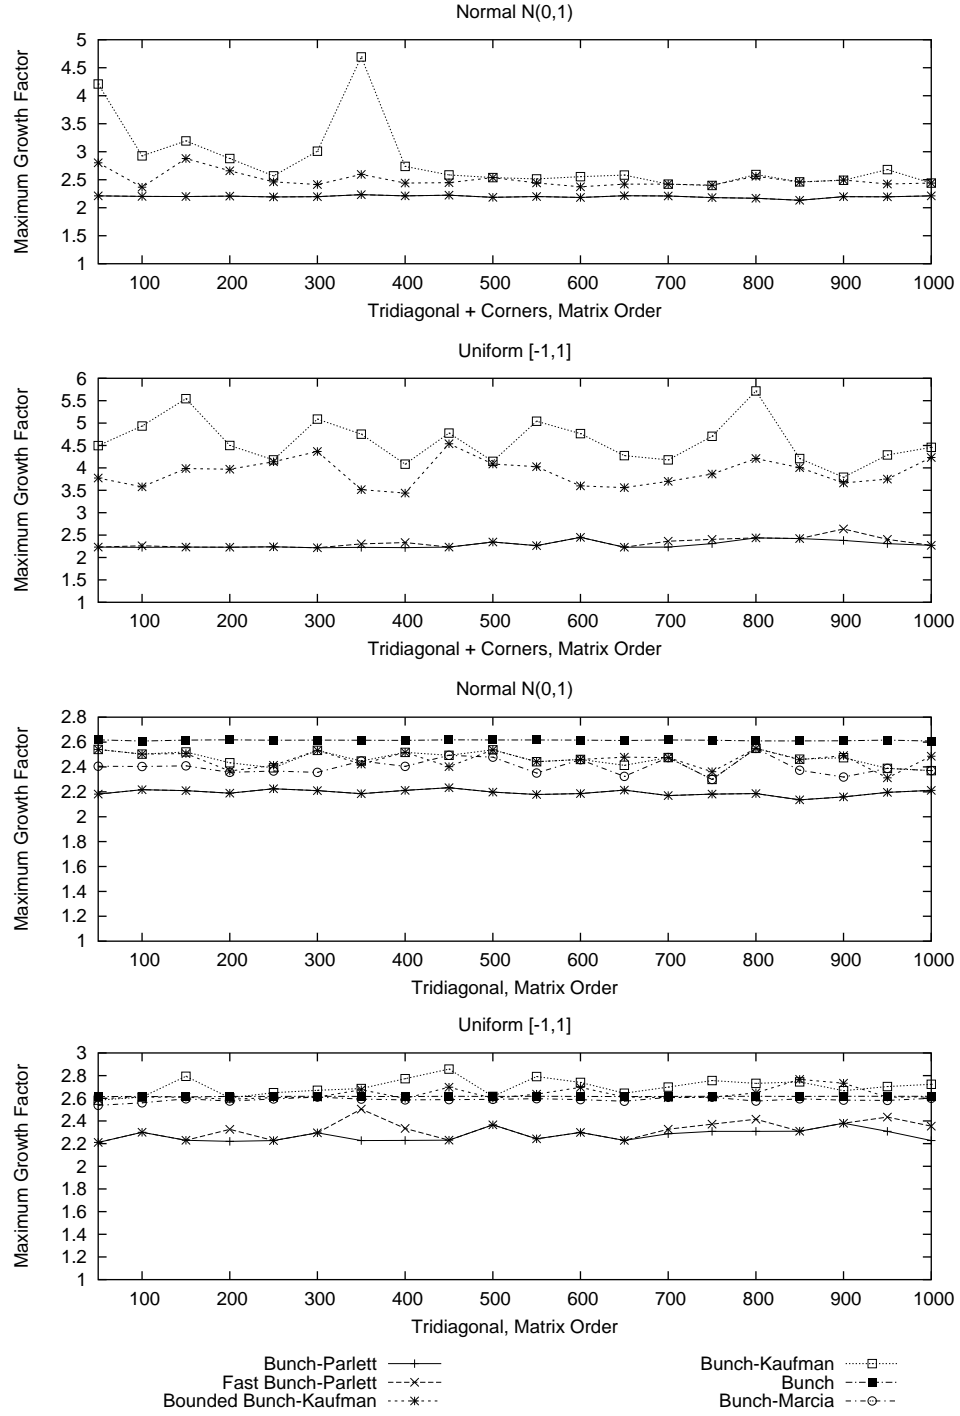 Normal N(0,1)
Maximum Growth Factor
5
4.5
4
3.5
3
2.5
2
1.5
1
100 200 300 400 500 600 700 800 900 1000
Tridiagonal + Corners, Matrix Order
Uniform [-1,1]
Maximum Growth Factor
6
5.5
5
4.5
4
3.5
3
2.5
2
1.5
1
100 200 300 400 500 600 700 800 900 1000
Tridiagonal + Corners, Matrix Order
Normal N(0,1)
Maximum Growth Factor
2.8
2.6
2.4
2.2
2
1.8
1.6
1.4
1.2
1
100 200 300 400 500 600 700 800 900 1000
Tridiagonal, Matrix Order
Uniform [-1,1]
Maximum Growth Factor
3
2.8
2.6
2.4
2.2
2
1.8
1.6
1.4
1.2
1
100 200 300 400 500 600 700 800 900 1000
Tridiagonal, Matrix Order
Bunch-Parlett
Fast Bunch-Parlett
Bounded Bunch-Kaufman
Bunch-Kaufman
Bunch
Bunch-Marcia